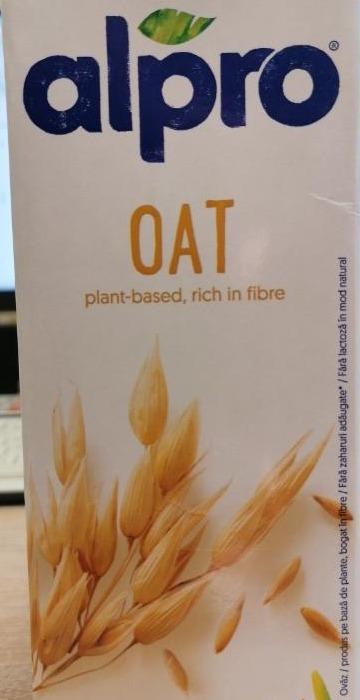 alpro®
OAT
plant-based, rich in fibre
Ovăz / produs pe bază de plante, bogat în fibre / Fără zaharuri adăugate* / Fără lactoză în mod natural